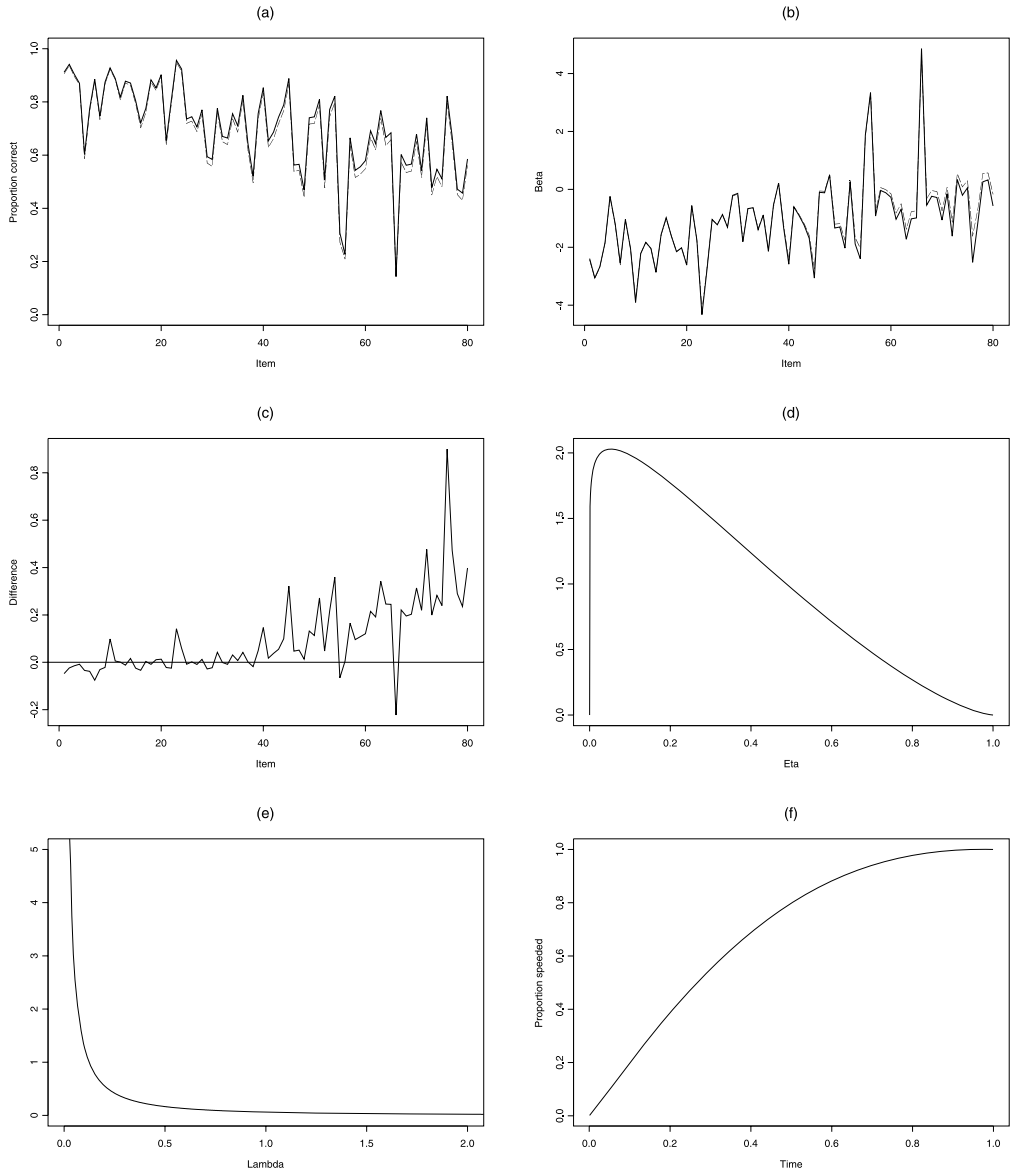 (a)
Proportion correct
1.0
0.8
0.6
0.4
0.2
0.0
0 20 40 60 80
Item
(b)
Beta
4
2
0
-2
-4
0 20 40 60 80
Item
(c)
Difference
0.8
0.6
0.4
0.2
0.0
-0.2
0 20 40 60 80
Item
(d)
2.0
1.5
1.0
0.5
0.0
0.0 0.2 0.4 0.6 0.8 1.0
Eta
(e)
5
4
3
2
1
0
0.0 0.5 1.0 1.5 2.0
Lambda
(f)
Proportion speeded
1.0
0.8
0.6
0.4
0.2
0.0
0.0 0.2 0.4 0.6 0.8 1.0
Time